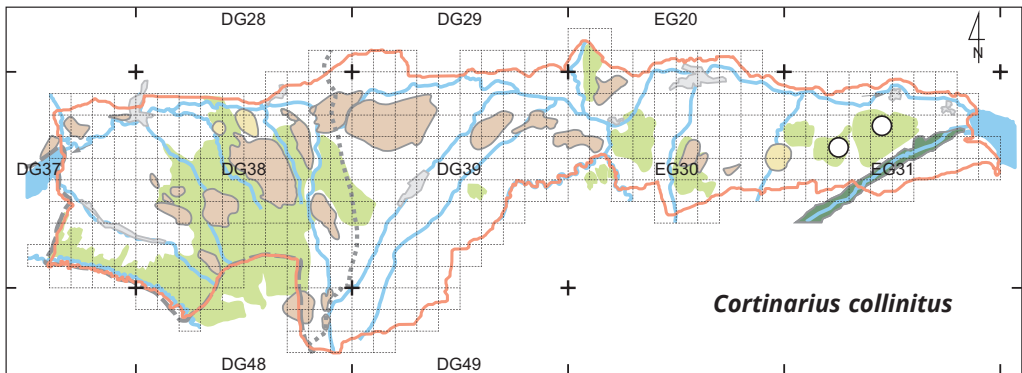 DG28 DG29 EG20
N
DG37 DG38 DG39 EG30 EG31
Cortinarius collinitus
DG48 DG49